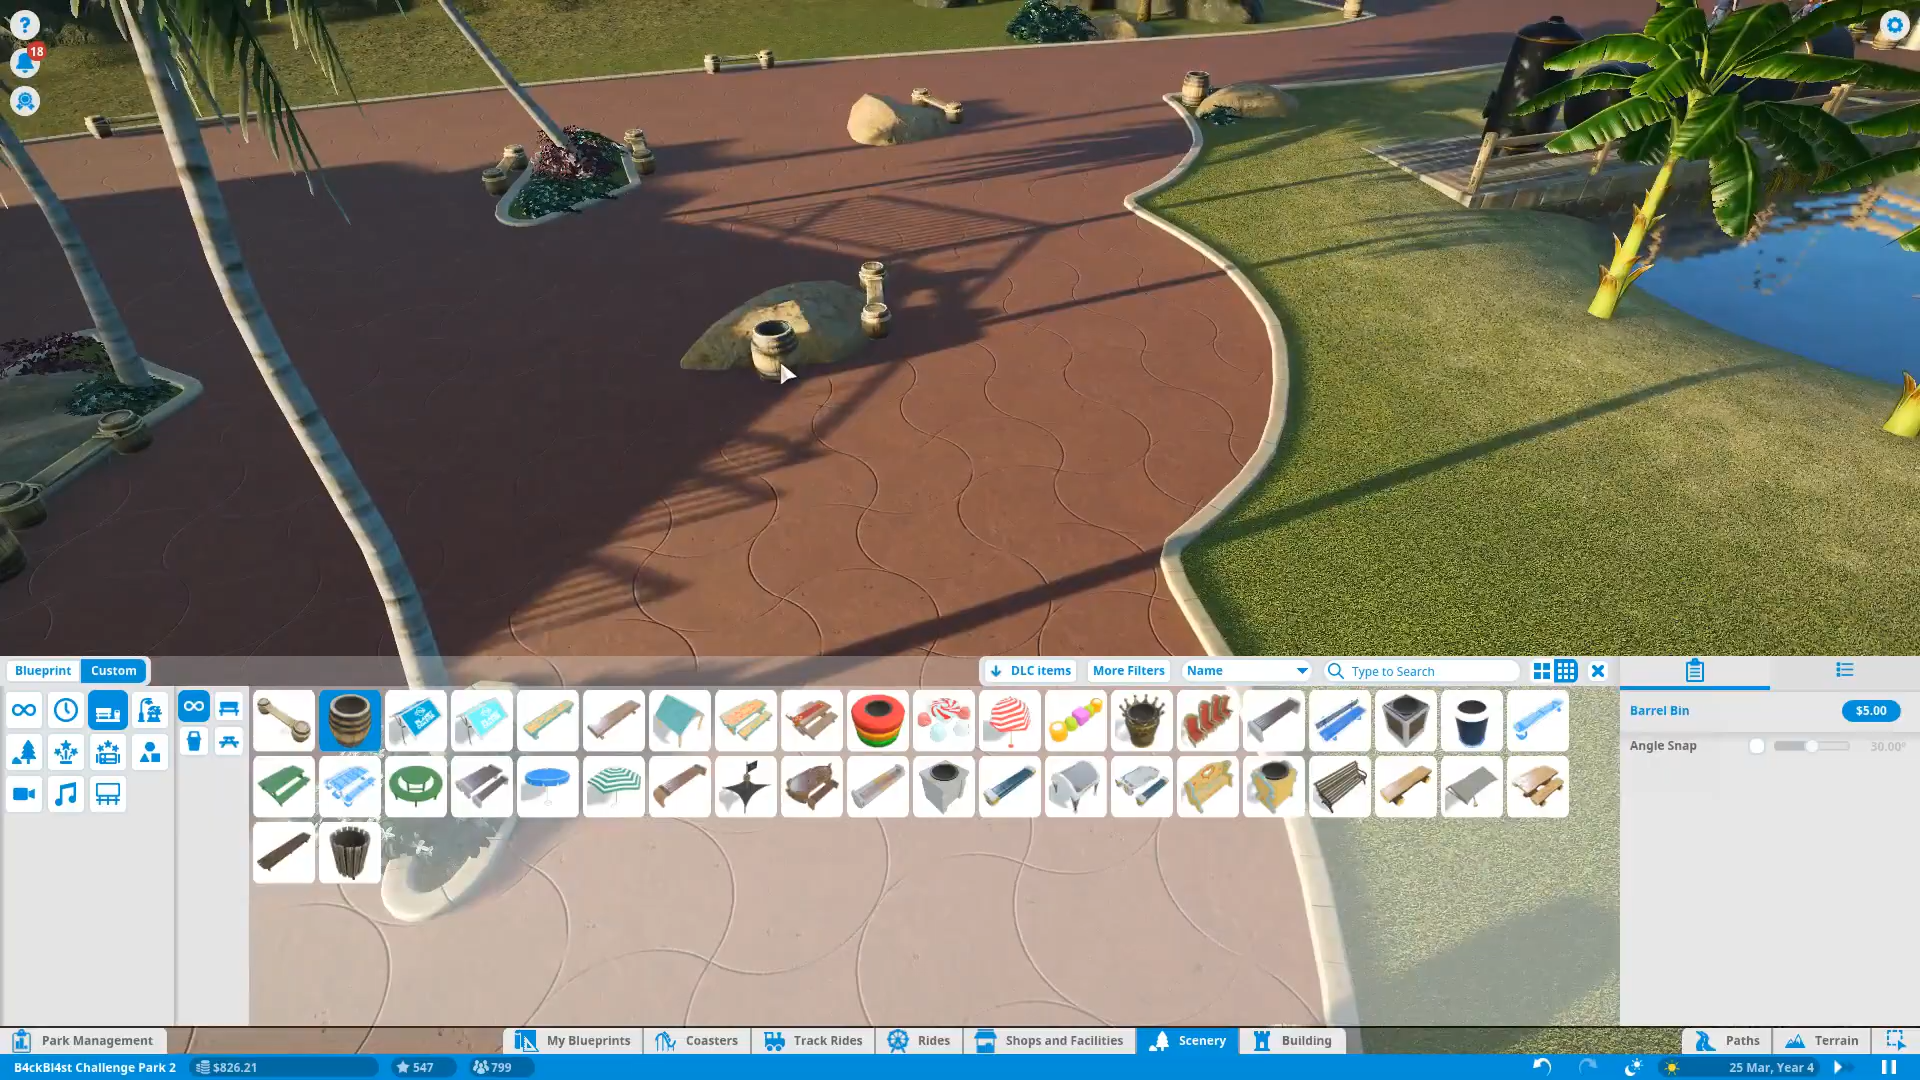 ?
18
Blueprint
Custom
DLC items
More Filters
Name
Type to Search
Barrel Bin
$5.00
Angle Snap
30.00°
Park Management
My Blueprints
Coasters
Track Rides
Rides
Shops and Facilities
Scenery
Building
Paths
Terrain
B4ckBl4st Challenge Park 2
$826.21
547
799
25 Mar, Year 4